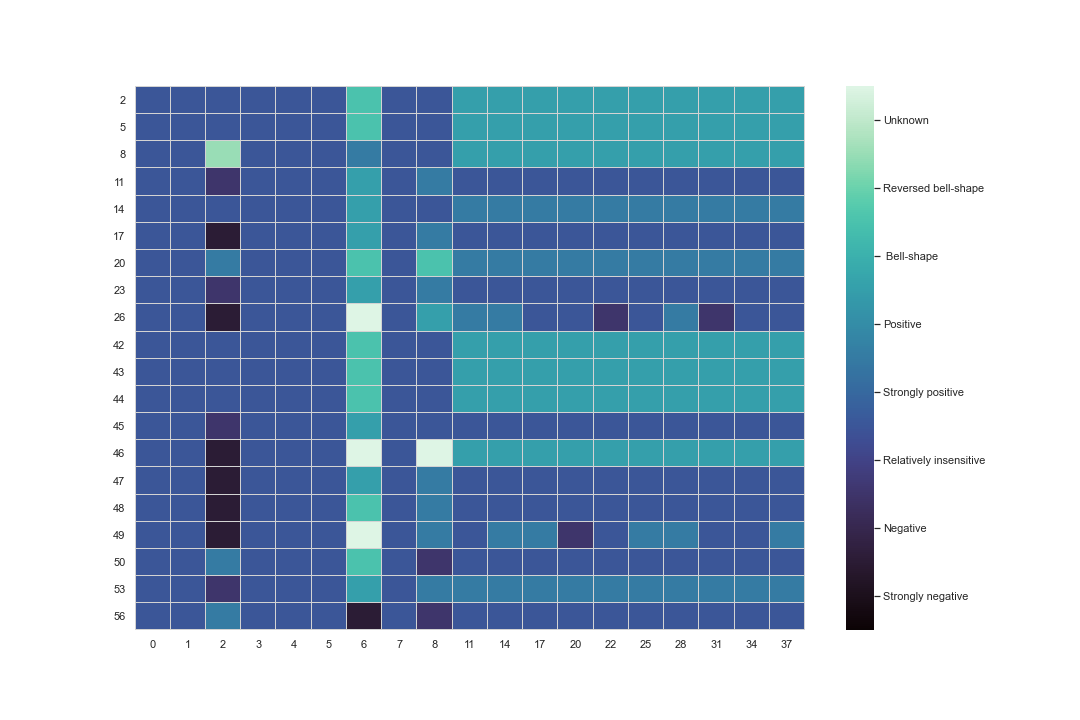 2
5
8
11
14
17
20
23
26
42
43
44
45
46
47
48
49
50
53
56
0 1 2 3 4 5 6 7 8 11 14 17 20 22 25 28 31 34 37
Unknown
Reversed bell-shape
Bell-shape
Positive
Strongly positive
Relatively insensitive
Negative
Strongly negative